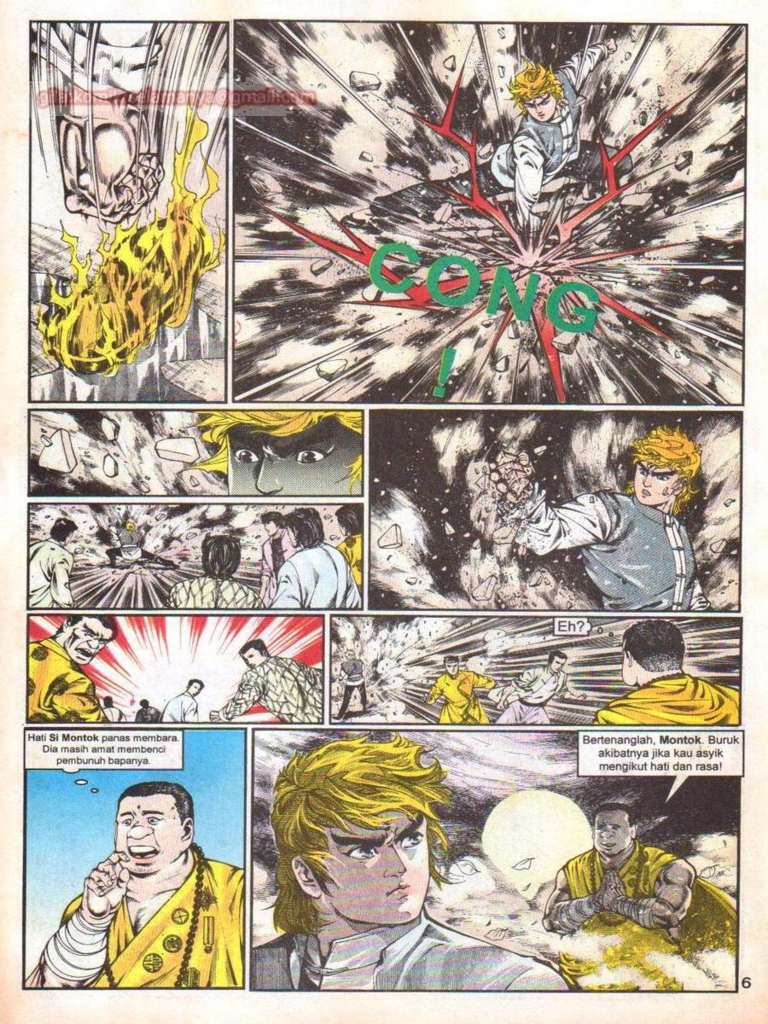 CONG
!
Eh?
Hati Si Montok panas membara.
Dia masih amat membenci
pembunuh bapanya.
Bertenanglah, Montok. Buruk
akibatnya jika kau asyik
mengikut hati dan rasa!
6